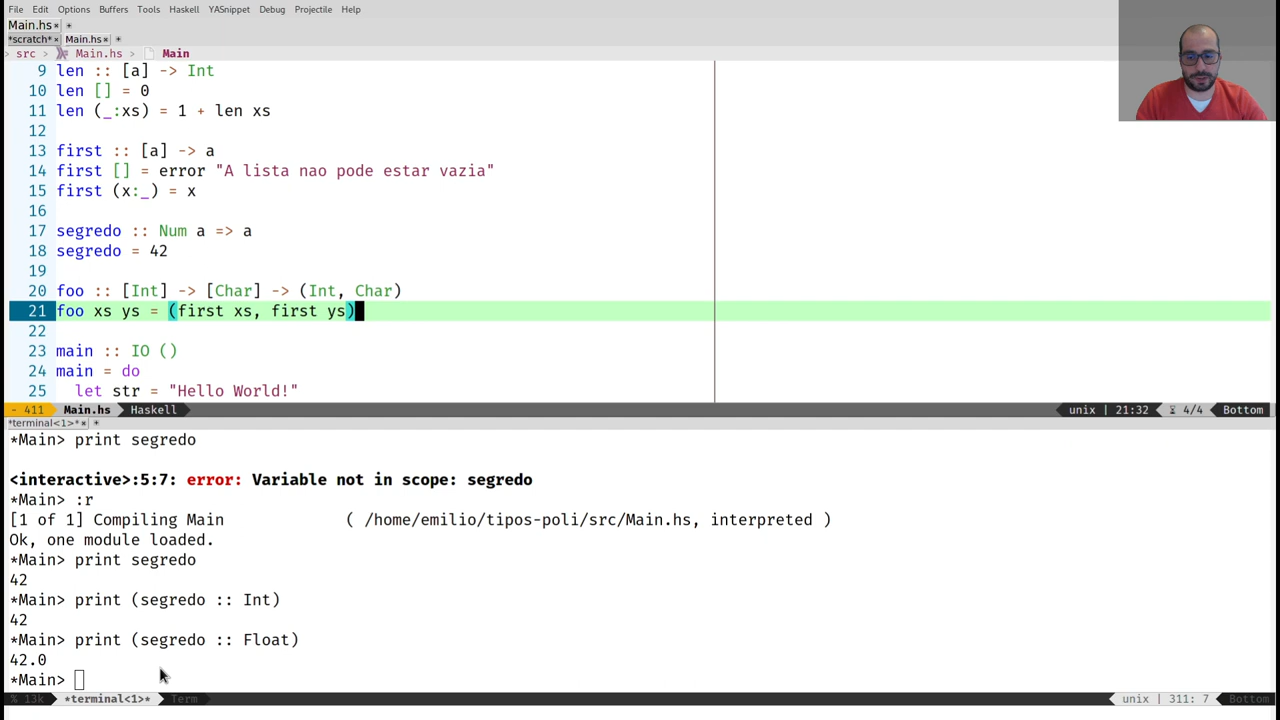 File Edit Options Buffers Tools Haskell YASnippet Debug Projectile Help
Main.hs× +
*scratch*× Main.hs× +
> src > Main.hs > Main
9 len :: [a] -> Int
10 len [] = 0
11 len (_:xs) = 1 + len xs
12
13 first :: [a] -> a
14 first [] = error "A lista nao pode estar vazia"
15 first (x:_) = x
16
17 segredo :: Num a => a
18 segredo = 42
19
20 foo :: [Int] -> [Char] -> (Int, Char)
21 foo xs ys = (first xs, first ys)
22
23 main :: IO ()
24 main = do
25 let str = "Hello World!"
- 411 Main.hs Haskell unix | 21:32 4/4 Bottom
*terminal<1>*× +
*Main> print segredo
<interactive>:5:7: error: Variable not in scope: segredo
*Main> :r
[1 of 1] Compiling Main ( /home/emilio/tipos-poli/src/Main.hs, interpreted )
Ok, one module loaded.
*Main> print segredo
42
*Main> print (segredo :: Int)
42
*Main> print (segredo :: Float)
42.0
*Main>
% 13k *terminal<1>* Term unix | 311: 7 Bottom